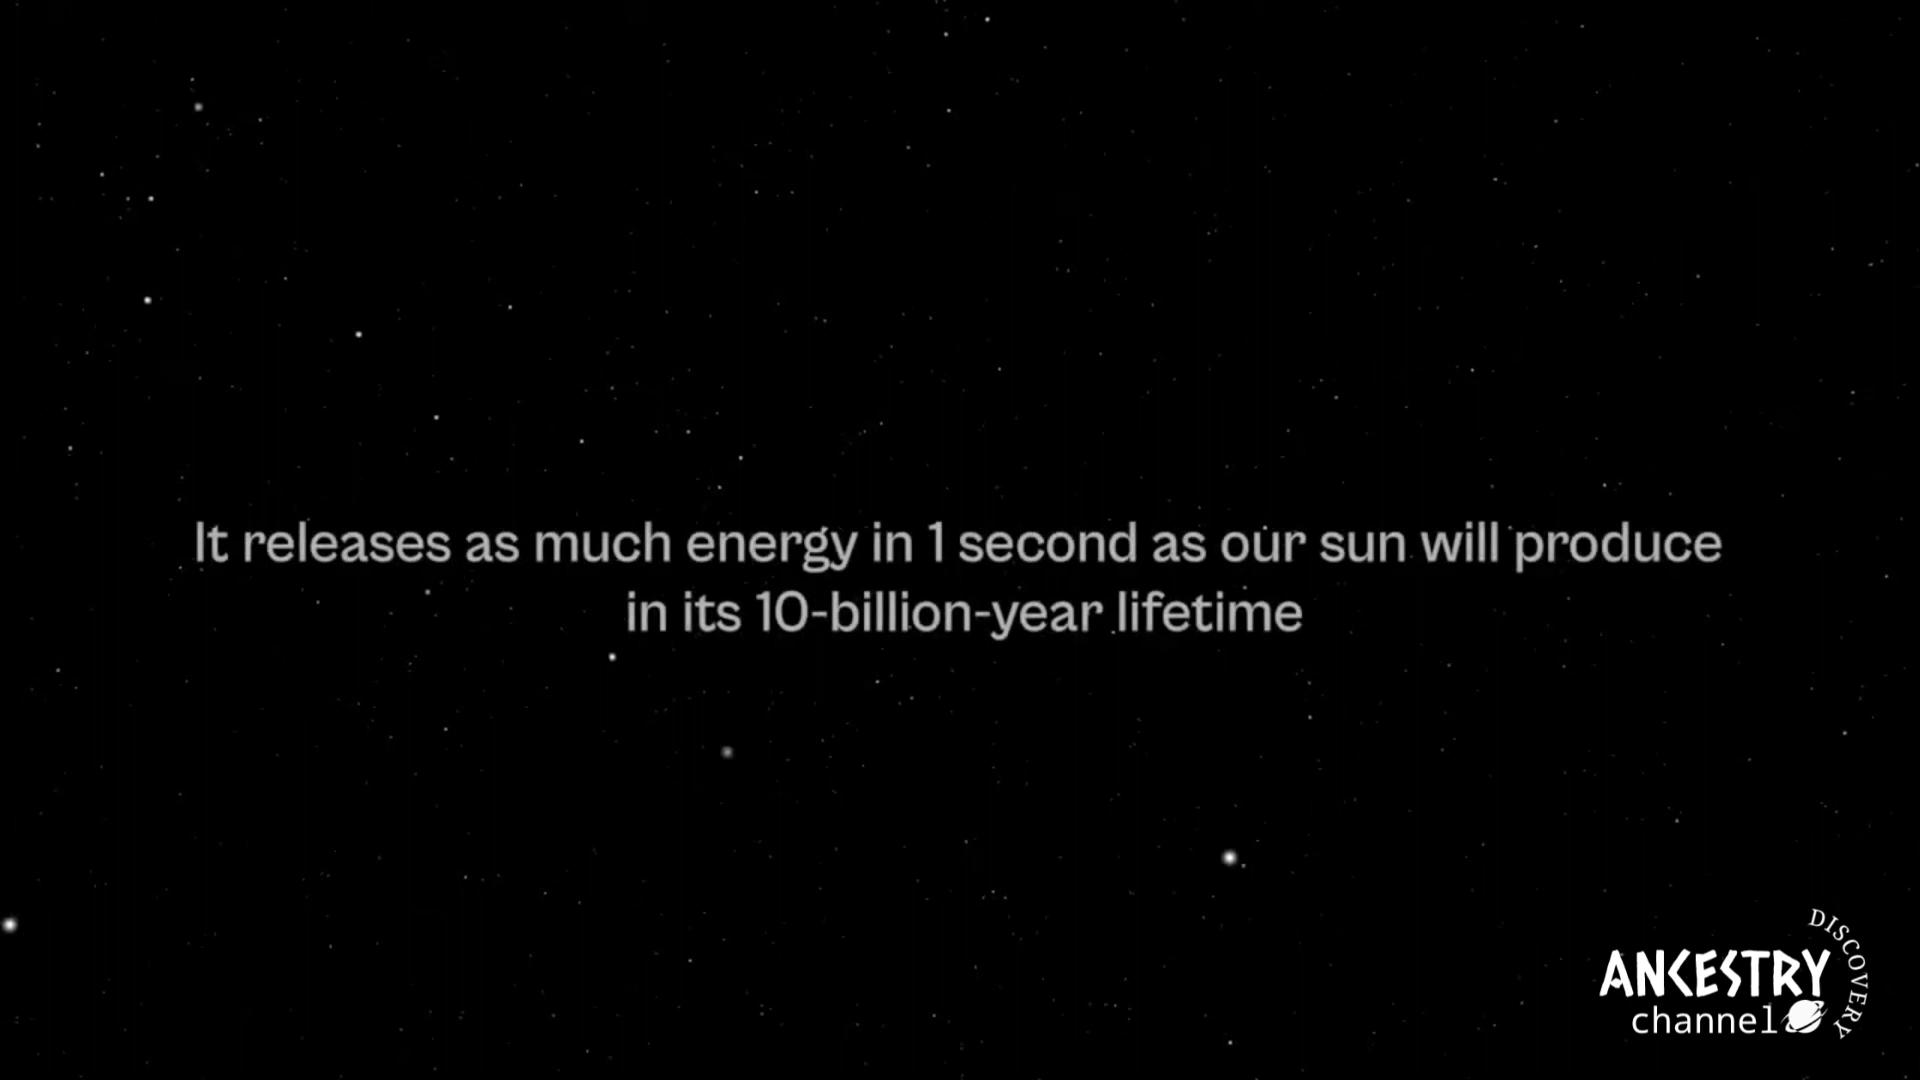 It releases as much energy in 1 second as our sun will produce
in its 10-billion-year lifetime
DISCOVERY
ANCESTRY
channel